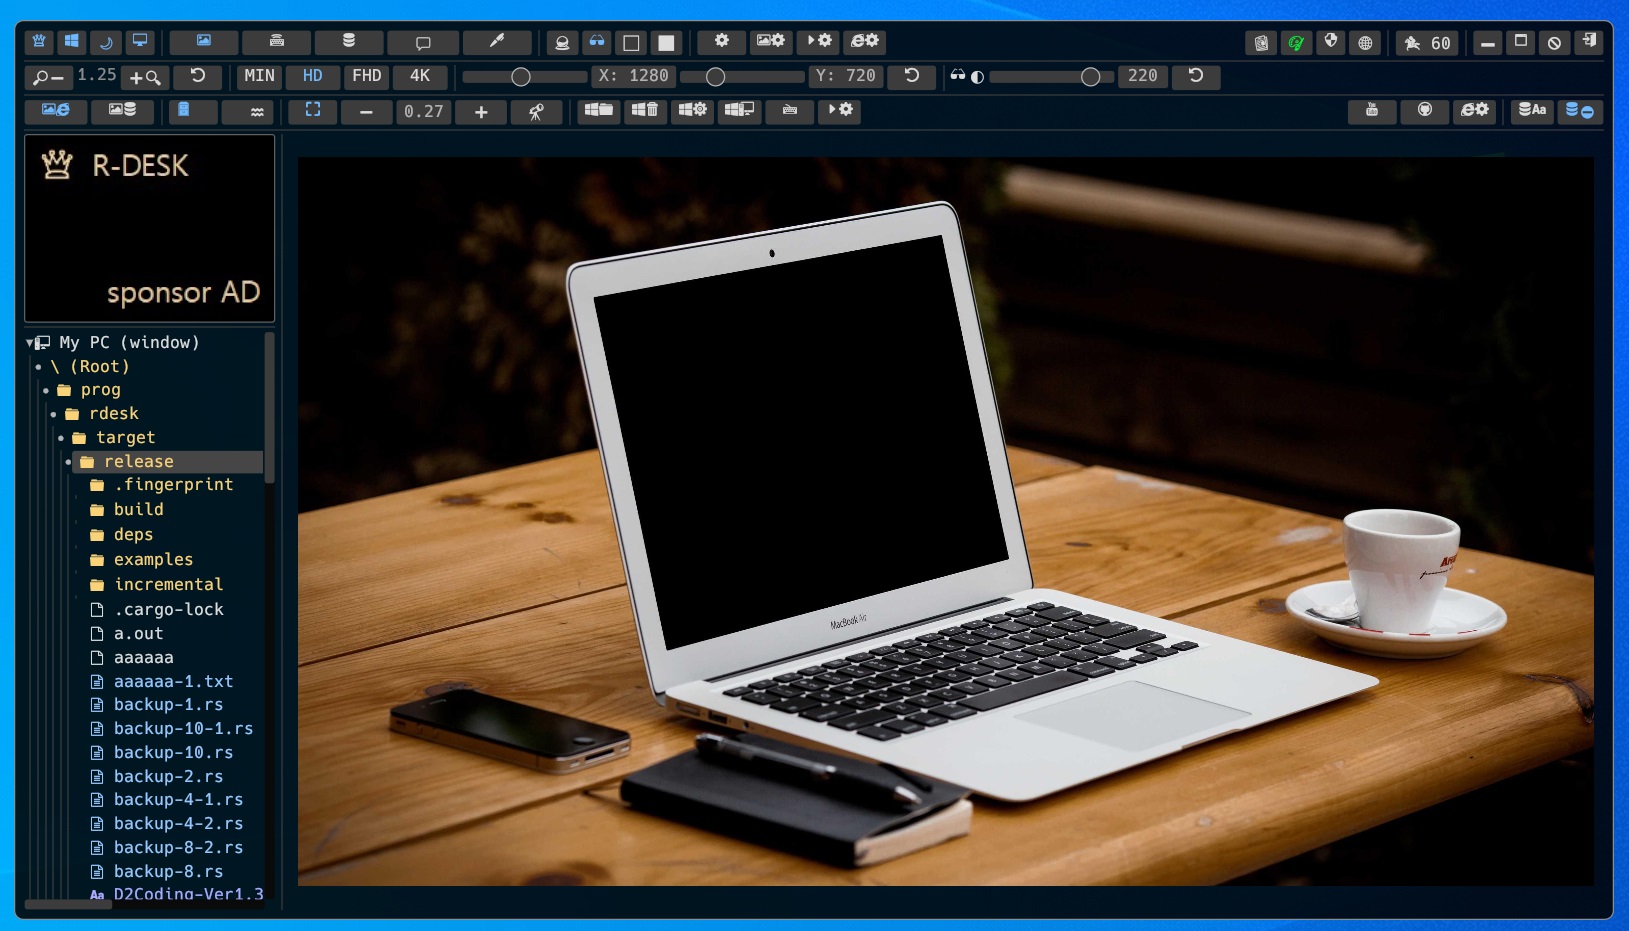 60
1.25
MIN HD FHD 4K X: 1280 Y: 720 220
0.27
Aa
R-DESK
sponsor AD
My PC (window)
\ (Root)
prog
rdesk
target
release
.fingerprint
build
deps
examples
incremental
.cargo-lock
a.out
aaaaaa
aaaaaa-1.txt
backup-1.rs
backup-10-1.rs
backup-10.rs
backup-2.rs
backup-4-1.rs
backup-4-2.rs
backup-8-2.rs
backup-8.rs
Aa D2Coding-Ver1.3
MacBook Air